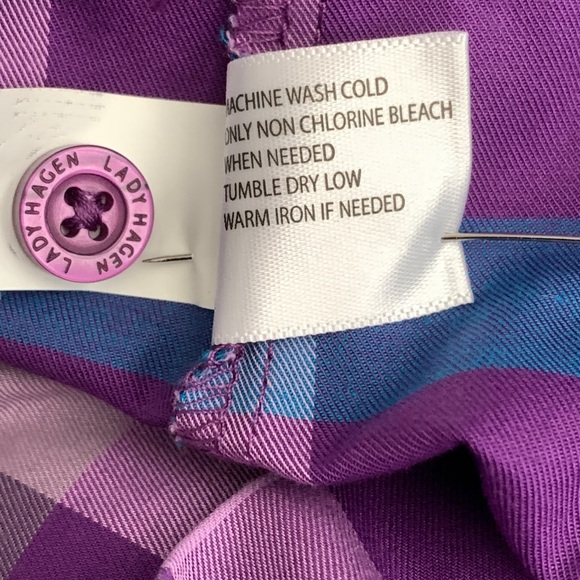 LADY HAGEN LADY HAGEN
MACHINE WASH COLD
ONLY NON CHLORINE BLEACH
WHEN NEEDED
TUMBLE DRY LOW
WARM IRON IF NEEDED